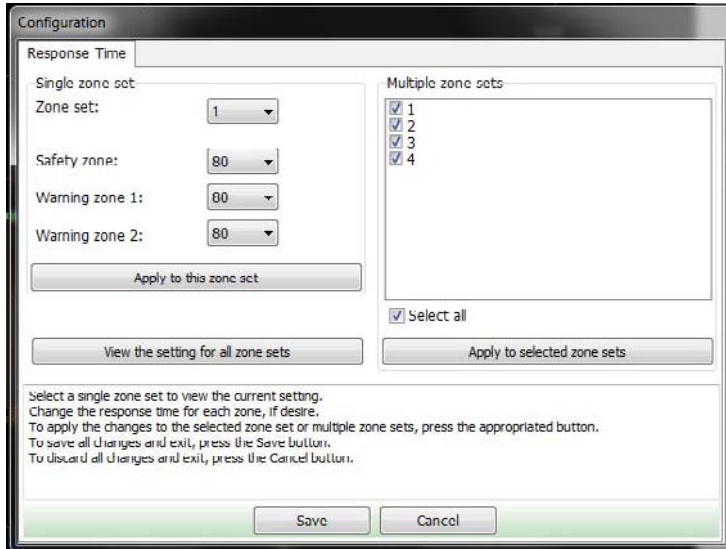 Configuration
Response Time
Single zone set
Zone set:
1
Safety zone:
80
Warning zone 1:
80
Warning zone 2:
80
Apply to this zone set
View the setting for all zone sets
Multiple zone sets
1
2
3
4
Select all
Apply to selected zone sets
Select a single zone set to view the current setting.
Change the response time for each zone, if desire.
To apply the changes to the selected zone set or multiple zone sets, press the appropriated button.
To save all changes and exit, press the Save button.
To discard all changes and exit, press the Cancel button.
Save
Cancel